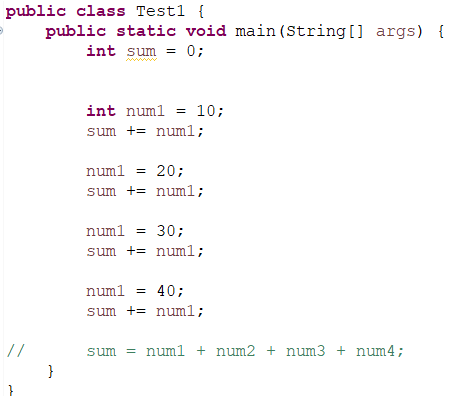 public class Test1 {
    public static void main(String[] args) {
        int sum = 0;
        int num1 = 10;
        sum += num1;
        num1 = 20;
        sum += num1;
        num1 = 30;
        sum += num1;
        num1 = 40;
        sum += num1;
//      sum = num1 + num2 + num3 + num4;
    }
}